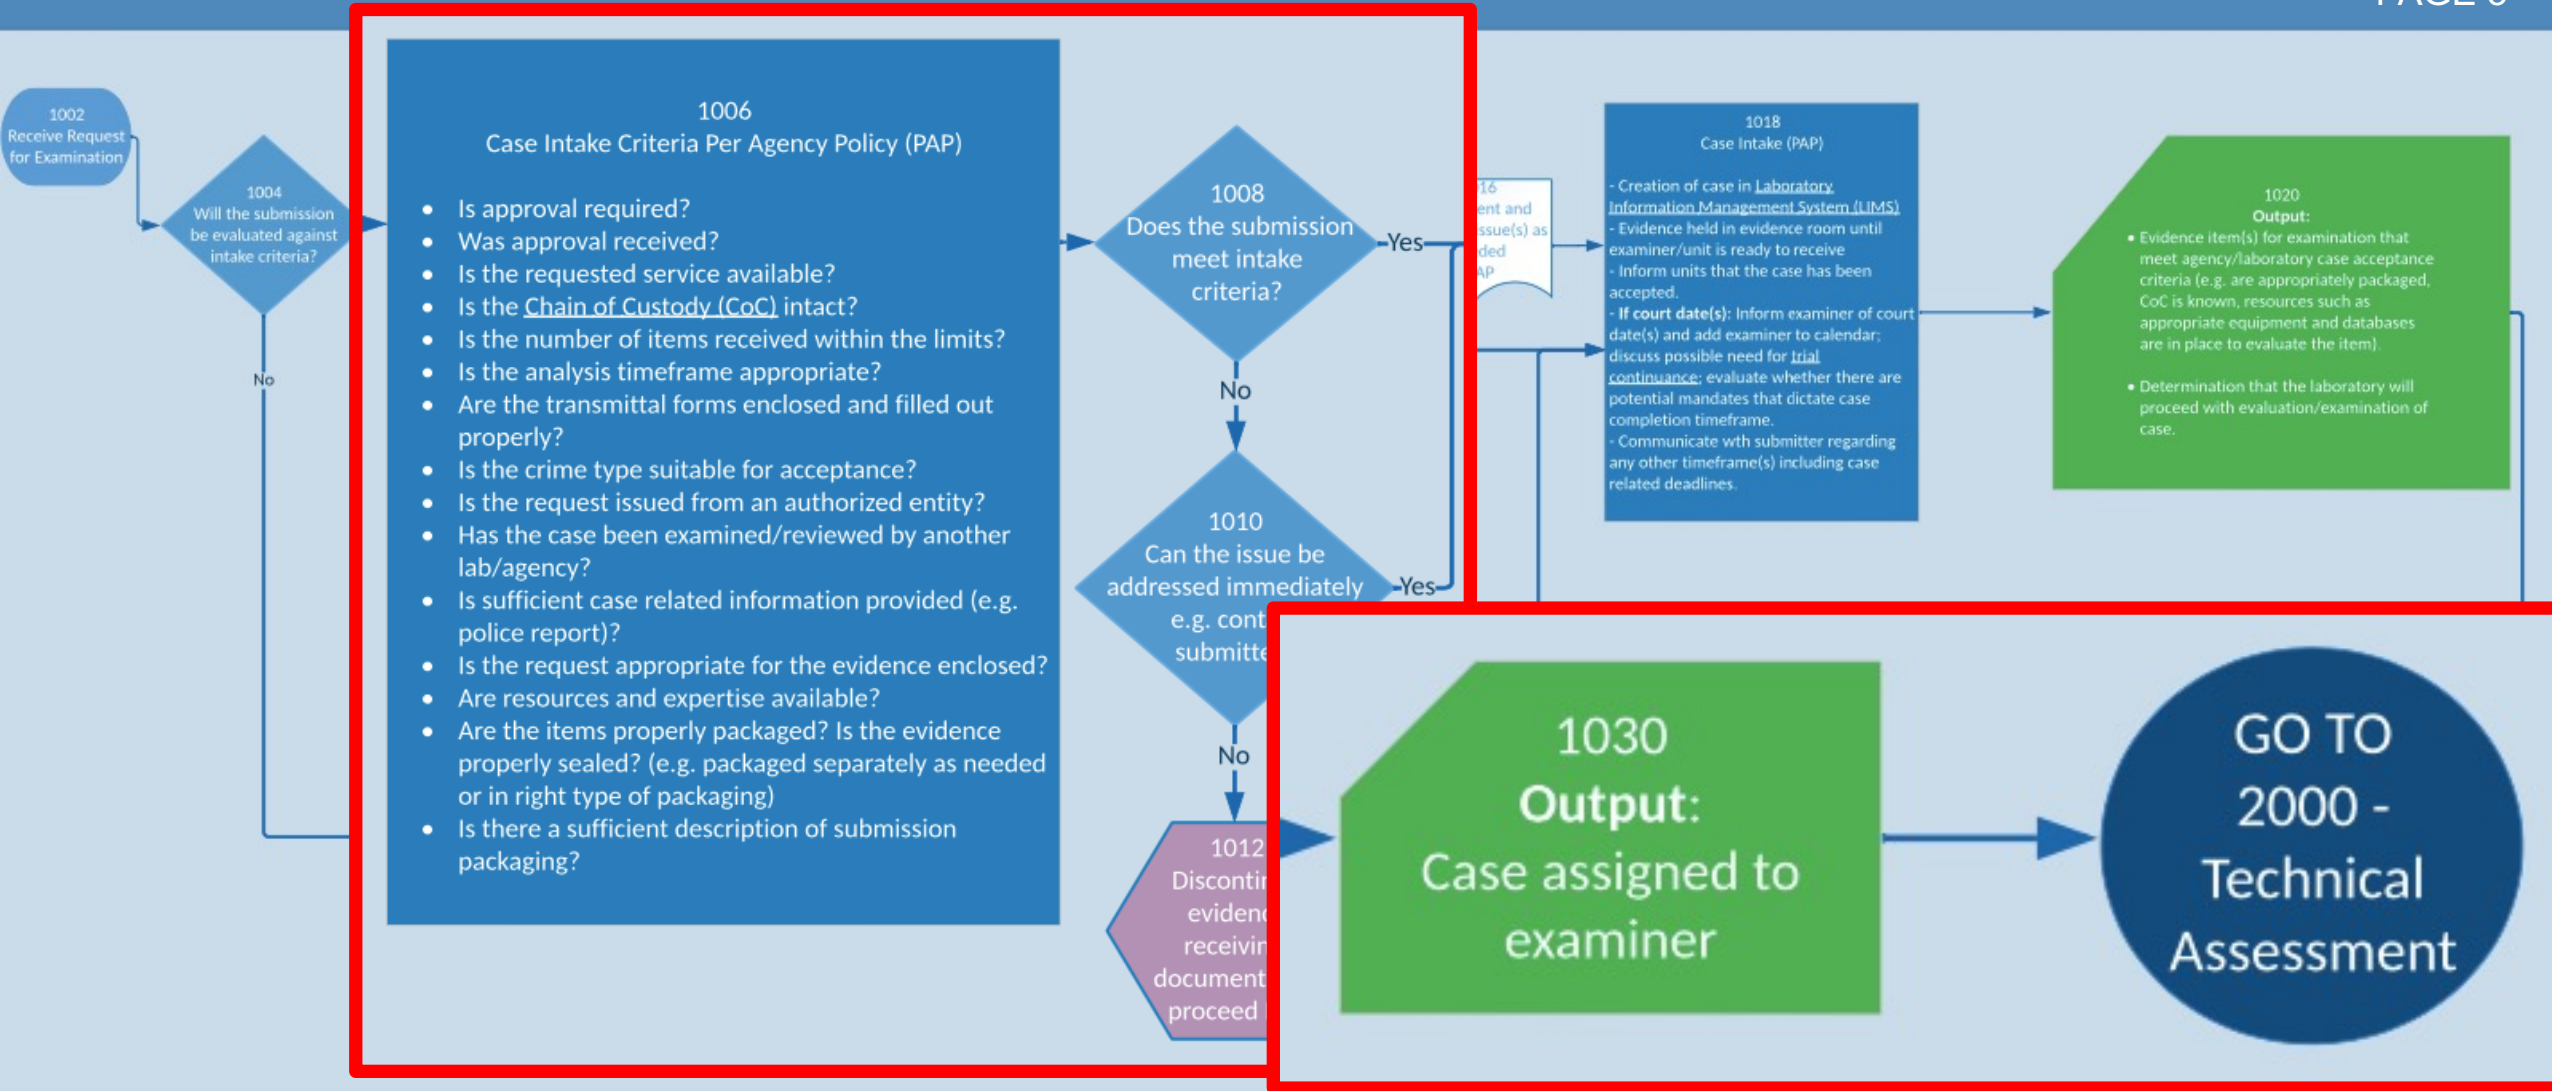 1002
Receive Request
for Examination
1004
Will the submission
be evaluated against
intake criteria?
No
1006
Case Intake Criteria Per Agency Policy (PAP)
• Is approval required?
• Was approval received?
• Is the requested service available?
• Is the Chain of Custody (CoC) intact?
• Is the number of items received within the limits?
• Is the analysis timeframe appropriate?
• Are the transmittal forms enclosed and filled out
properly?
• Is the crime type suitable for acceptance?
• Is the request issued from an authorized entity?
• Has the case been examined/reviewed by another
lab/agency?
• Is sufficient case related information provided (e.g.
police report)?
• Is the request appropriate for the evidence enclosed?
• Are resources and expertise available?
• Are the items properly packaged? Is the evidence
properly sealed? (e.g. packaged separately as needed
or in right type of packaging)
• Is there a sufficient description of submission
packaging?
1008
Does the submission
meet intake
criteria?
Yes
No
1010
Can the issue be
addressed immediately
e.g.
Yes
No
1012
and
issue(s) as
1018
Case Intake (PAP)
- Creation of case in Laboratory
Information Management System (LIMS)
- Evidence held in evidence room until
examiner/unit is ready to receive
- Inform units that the case has been
accepted.
- If court date(s): Inform examiner of court
date(s) and add examiner to calendar;
discuss possible need for trial
continuance; evaluate whether there are
potential mandates that dictate case
completion timeframe.
- Communicate wth submitter regarding
any other timeframe(s) including case
related deadlines.
1020
Output:
• Evidence item(s) for examination that
meet agency/laboratory case acceptance
criteria (e.g. are appropriately packaged,
CoC is known, resources such as
appropriate equipment and databases
are in place to evaluate the item).
• Determination that the laboratory will
proceed with evaluation/examination of
case.
proceed
1030
Output:
Case assigned to
examiner
GO TO
2000 -
Technical
Assessment